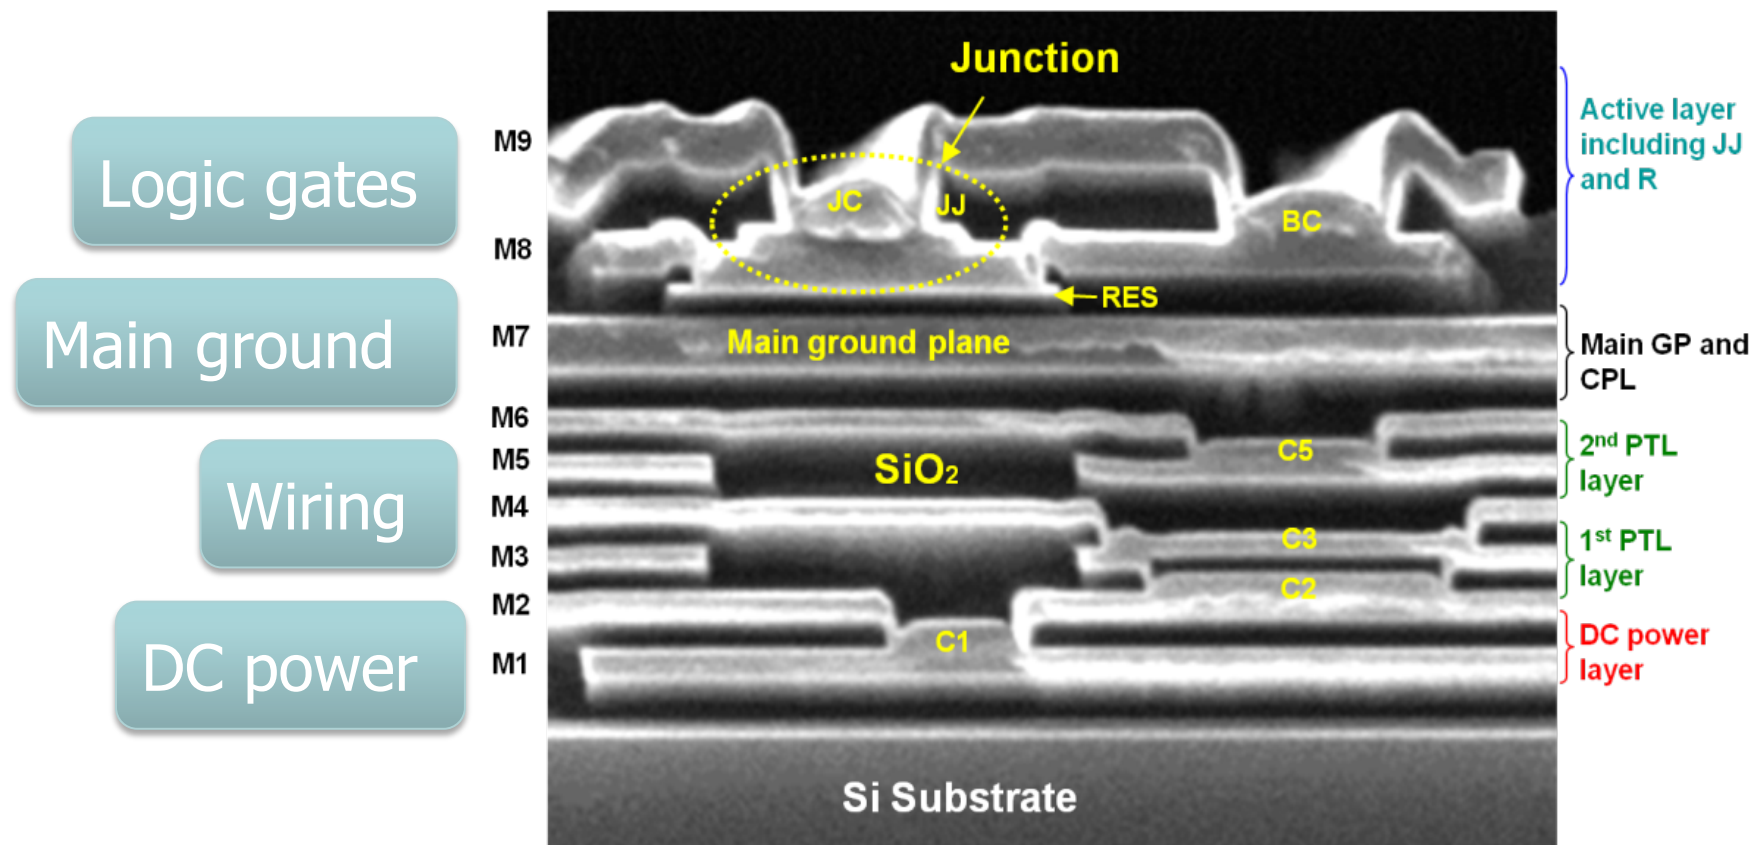 Logic gates
Main ground
Wiring
DC power
M9
M8
M7
M6
M5
M4
M3
M2
M1
Junction
JC
JJ
BC
RES
Main ground plane
C5
SiO₂
C3
C2
C1
Si Substrate
Active layer
including JJ
and R
Main GP and
CPL
2nd PTL
layer
1st PTL
layer
DC power
layer